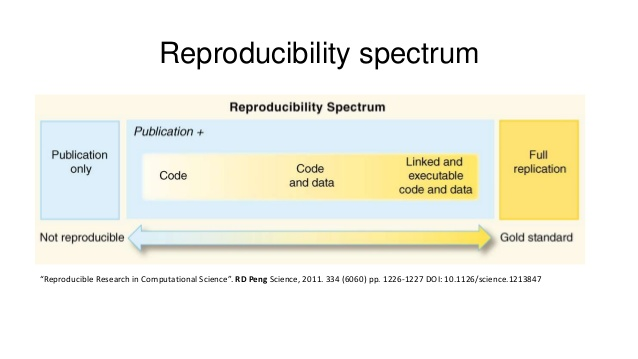 Reproducibility spectrum
Reproducibility Spectrum
Publication only
Publication +
Code
Code
and data
Linked and
executable
code and data
Full
replication
Not reproducible
Gold standard
"Reproducible Research in Computational Science". RD Peng Science, 2011. 334 (6060) pp. 1226-1227 DOI: 10.1126/science.1213847